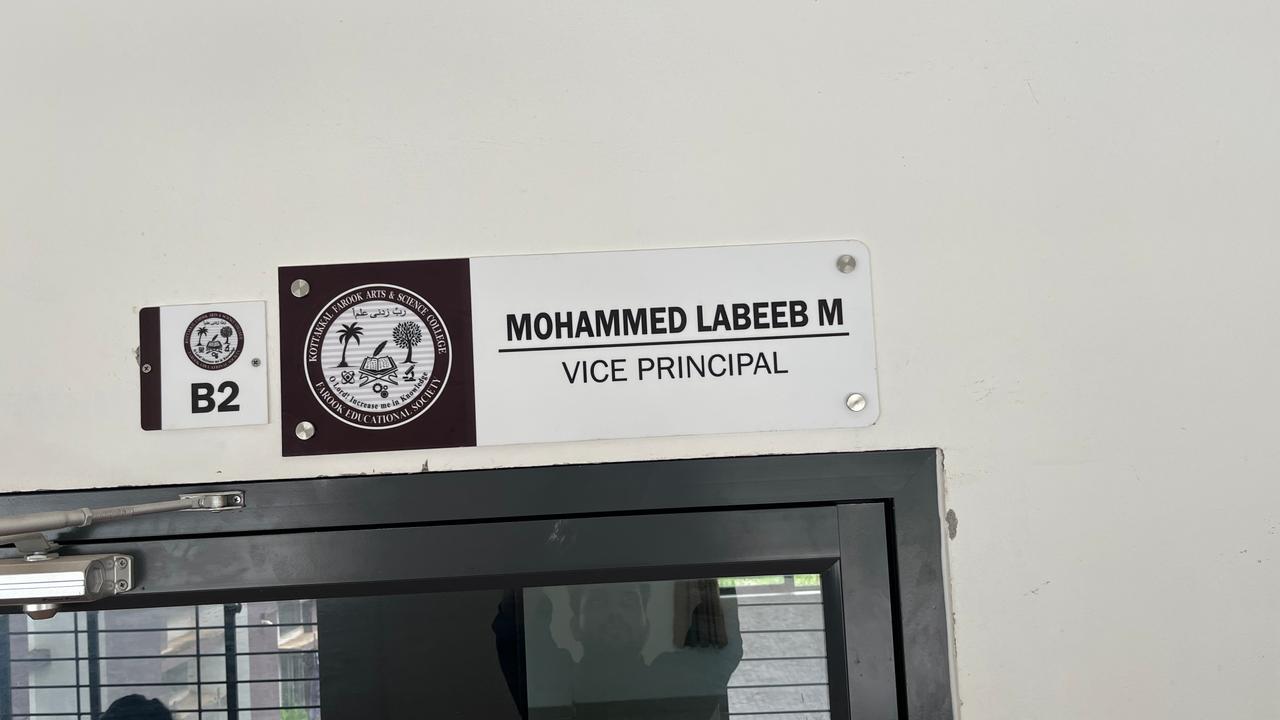 B2
KOTTAKKAL FAROOK ARTS & SCIENCE COLLEGE
رَبِّ زِدْنِي عِلْمًا
O Lord! Increase me in Knowledge
FAROOK EDUCATIONAL SOCIETY
MOHAMMED LABEEB M
VICE PRINCIPAL